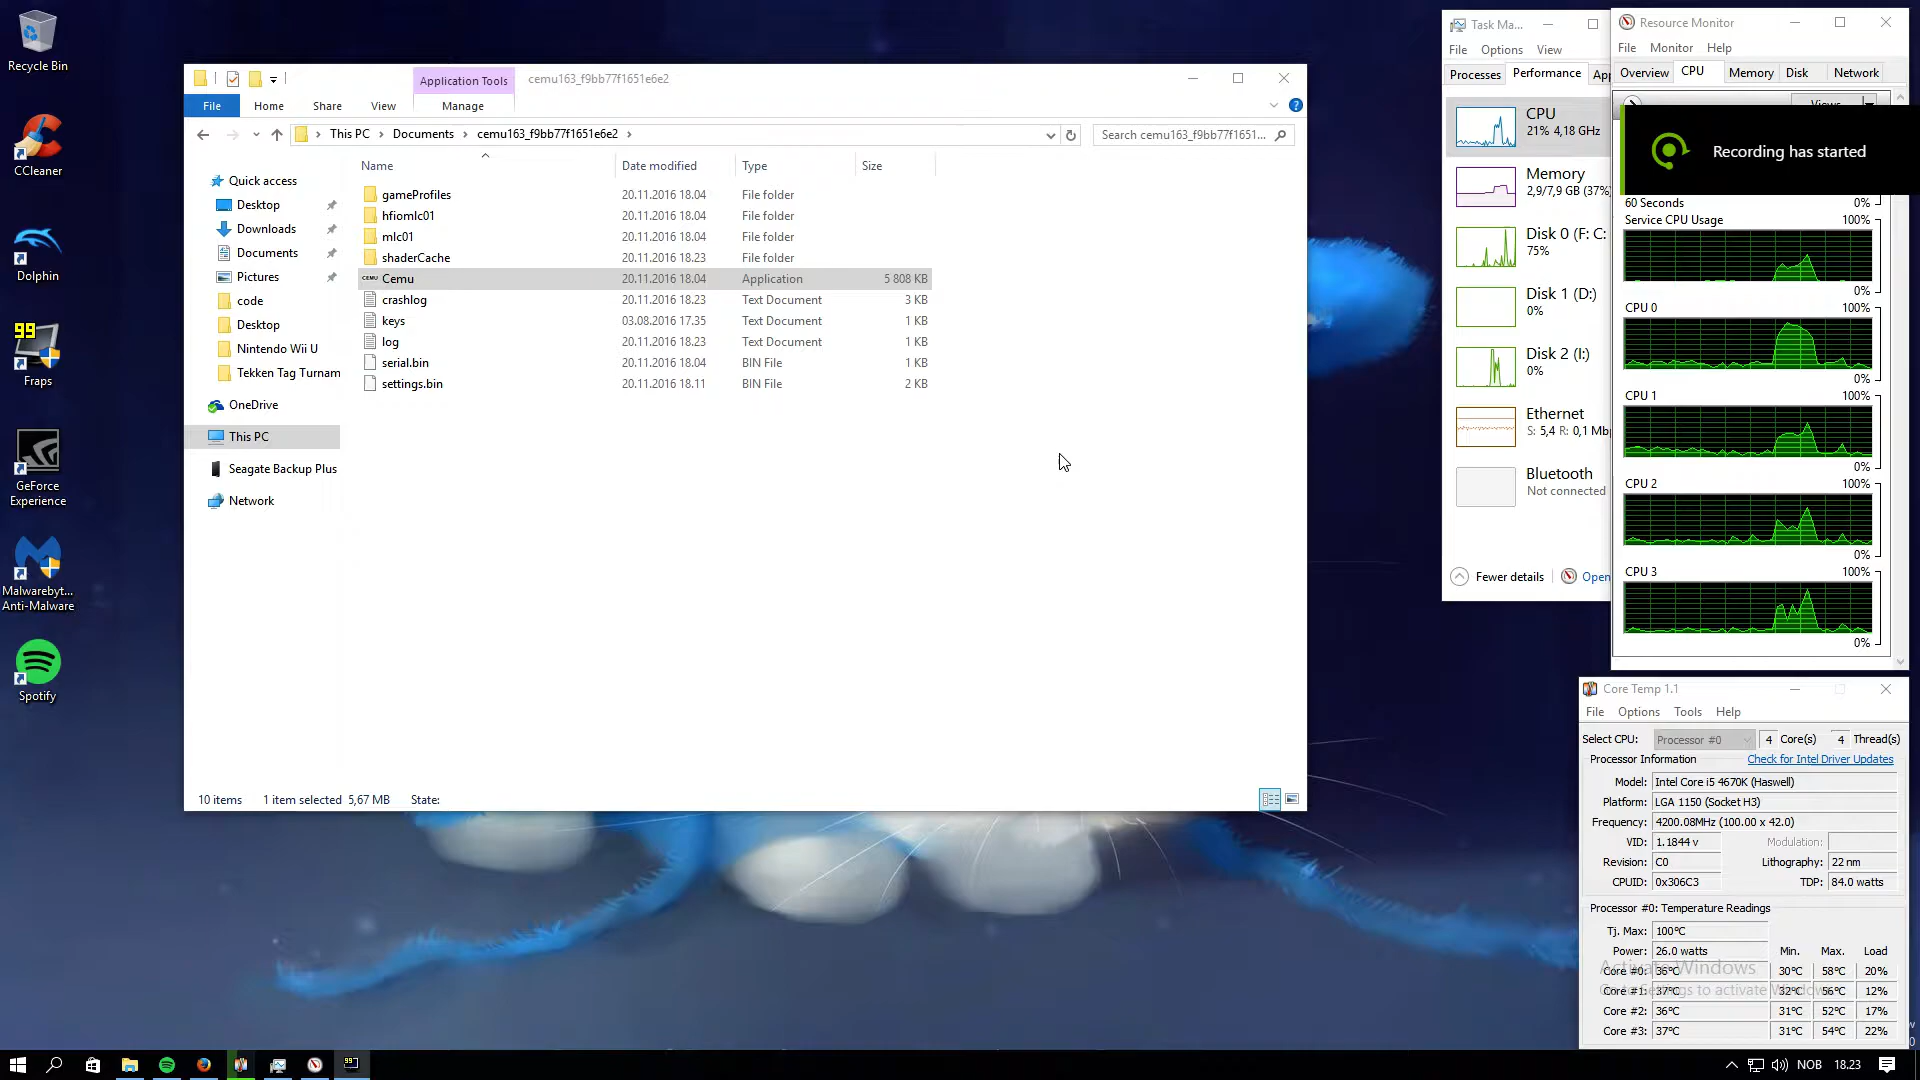 Recycle Bin
CCleaner
Dolphin
99
Fraps
GeForce
Experience
Malwarebyt...
Anti-Malware
Spotify
Application Tools
cemu163_f9bb77f1651e6e2
File
Home
Share
View
Manage
This PC
Documents
cemu163_f9bb77f1651e6e2
Search cemu163_f9bb77f1651...
Name
Date modified
Type
Size
Quick access
Desktop
Downloads
Documents
Pictures
code
Desktop
Nintendo Wii U
Tekken Tag Turnam
OneDrive
This PC
Seagate Backup Plus
Network
gameProfiles 20.11.2016 18.04 File folder
hfiomlc01 20.11.2016 18.04 File folder
mlc01 20.11.2016 18.04 File folder
shaderCache 20.11.2016 18.23 File folder
CEMU Cemu 20.11.2016 18.04 Application 5 808 KB
crashlog 20.11.2016 18.23 Text Document 3 KB
keys 03.08.2016 17.35 Text Document 1 KB
log 20.11.2016 18.23 Text Document 1 KB
serial.bin 20.11.2016 18.04 BIN File 1 KB
settings.bin 20.11.2016 18.11 BIN File 2 KB
10 items 1 item selected 5,67 MB State:
Task Ma...
File Options View
Processes Performance Ap
CPU
21% 4,18 GHz
Memory
2,9/7,9 GB (37%)
Disk 0 (F: C:
75%
Disk 1 (D:)
0%
Disk 2 (I:)
0%
Ethernet
S: 5,4 R: 0,1 Mbp
Bluetooth
Not connected
Fewer details
Open
Resource Monitor
File Monitor Help
Overview CPU Memory Disk Network
Views
Recording has started
60 Seconds 0%
Service CPU Usage 100%
0%
CPU 0 100%
0%
CPU 1 100%
0%
CPU 2 100%
0%
CPU 3 100%
0%
Core Temp 1.1
File Options Tools Help
Select CPU: Processor #0 4 Core(s) 4 Thread(s)
Processor Information Check for Intel Driver Updates
Model: Intel Core i5 4670K (Haswell)
Platform: LGA 1150 (Socket H3)
Frequency: 4200.08MHz (100.00 x 42.0)
VID: 1.1844 v Modulation:
Revision: C0 Lithography: 22 nm
CPUID: 0x306C3 TDP: 84.0 watts
Processor #0: Temperature Readings
Tj. Max: 100°C
Power: 26.0 watts Min. Max. Load
Activate Windows
Core #0: 36°C 30°C 58°C 20%
Go to Settings to activate Windows.
Core #1: 37°C 32°C 56°C 12%
Core #2: 36°C 31°C 52°C 17%
Core #3: 37°C 31°C 54°C 22%
99
NOB 18.23